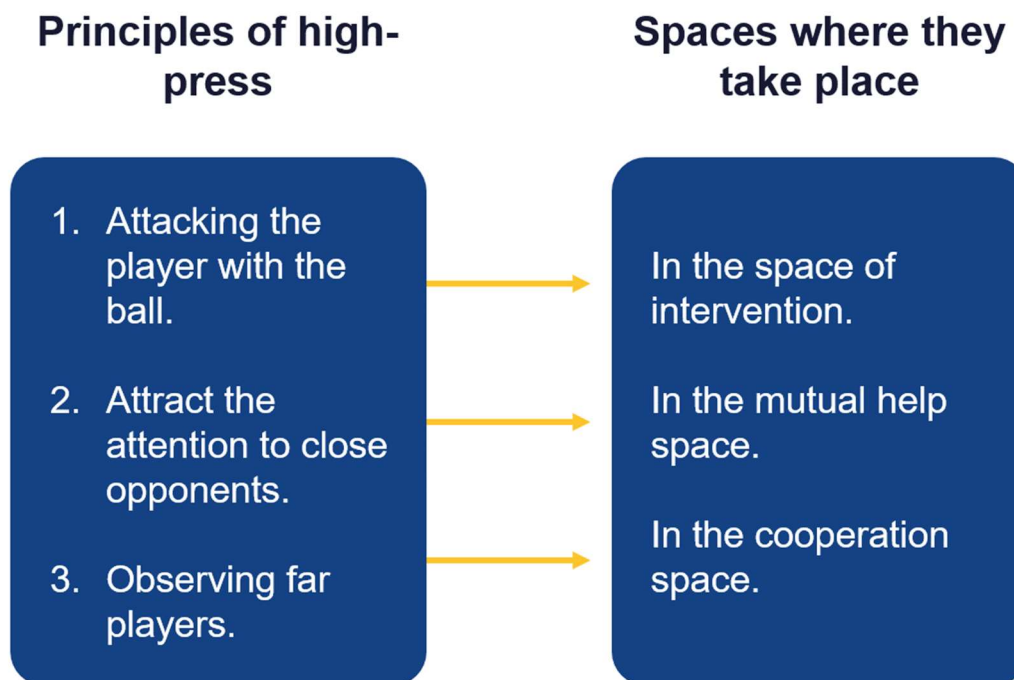 Principles of high-
press
Spaces where they
take place
1. Attacking the
player with the
ball.
2. Attract the
attention to close
opponents.
3. Observing far
players.
In the space of
intervention.
In the mutual help
space.
In the cooperation
space.